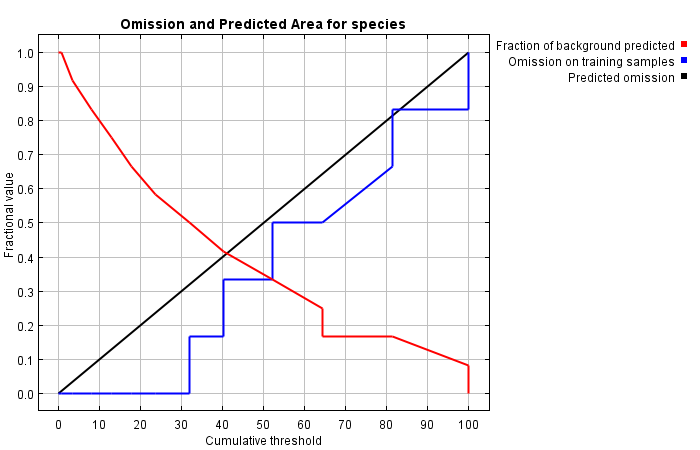 Omission and Predicted Area for species
Fraction of background predicted
Omission on training samples
Predicted omission
Fractional value
1.0
0.9
0.8
0.7
0.6
0.5
0.4
0.3
0.2
0.1
0.0
0 10 20 30 40 50 60 70 80 90 100
Cumulative threshold